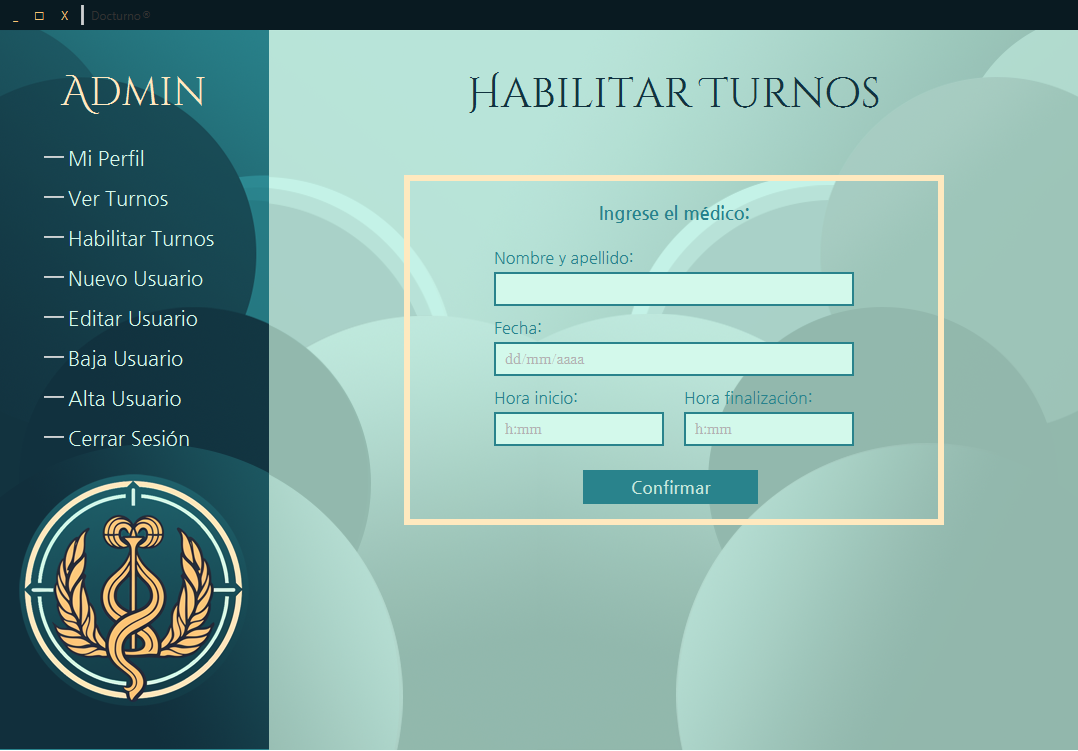 _ □ X Docturno®
Admin
Mi Perfil
Ver Turnos
Habilitar Turnos
Nuevo Usuario
Editar Usuario
Baja Usuario
Alta Usuario
Cerrar Sesión
Habilitar Turnos
Ingrese el médico:
Nombre y apellido:
Fecha:
dd/mm/aaaa
Hora inicio: Hora finalización:
h:mm h:mm
Confirmar